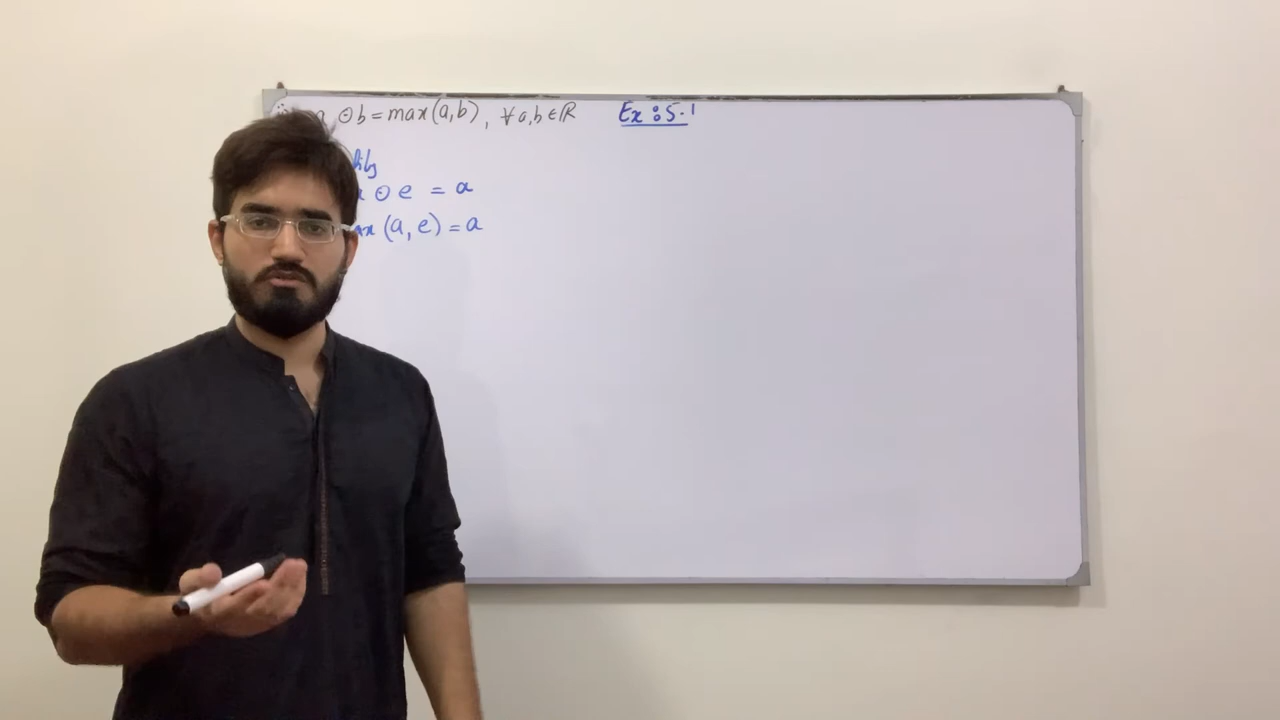 ⊙ b = max(a,b), ∀ a,b ∈ ℝ
Ex : 5.1
⊙ e = a
(a, e) = a